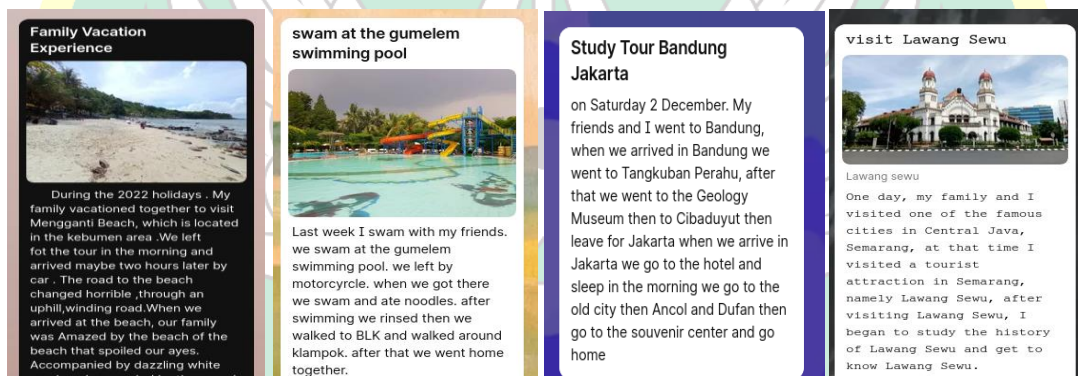 Family Vacation
Experience
During the 2022 holidays . My
family vacationed together to visit
Mengganti Beach, which is located
in the kebumen area .We left
fot the tour in the morning and
arrived maybe two hours later by
car . The road to the beach
changed horrible ,through an
uphill,winding road.When we
arrived at the beach, our family
was Amazed by the beach of the
beach that spoiled our ayes.
Accompanied by dazzling white
swam at the gumelem
swimming pool
Last week I swam with my friends.
we swam at the gumelem
swimming pool. we left by
motorcyrcle. when we got there
we swam and ate noodles. after
swimming we rinsed then we
walked to BLK and walked around
klampok. after that we went home
together.
Study Tour Bandung
Jakarta
on Saturday 2 December. My
friends and I went to Bandung,
when we arrived in Bandung we
went to Tangkuban Perahu, after
that we went to the Geology
Museum then to Cibaduyut then
leave for Jakarta when we arrive in
Jakarta we go to the hotel and
sleep in the morning we go to the
old city then Ancol and Dufan then
go to the souvenir center and go
home
visit Lawang Sewu
Lawang sewu
One day, my family and I
visited one of the famous
cities in Central Java,
Semarang, at that time I
visited a tourist
attraction in Semarang,
namely Lawang Sewu, after
visiting Lawang Sewu, I
began to study the history
of Lawang Sewu and get to
know Lawang Sewu.